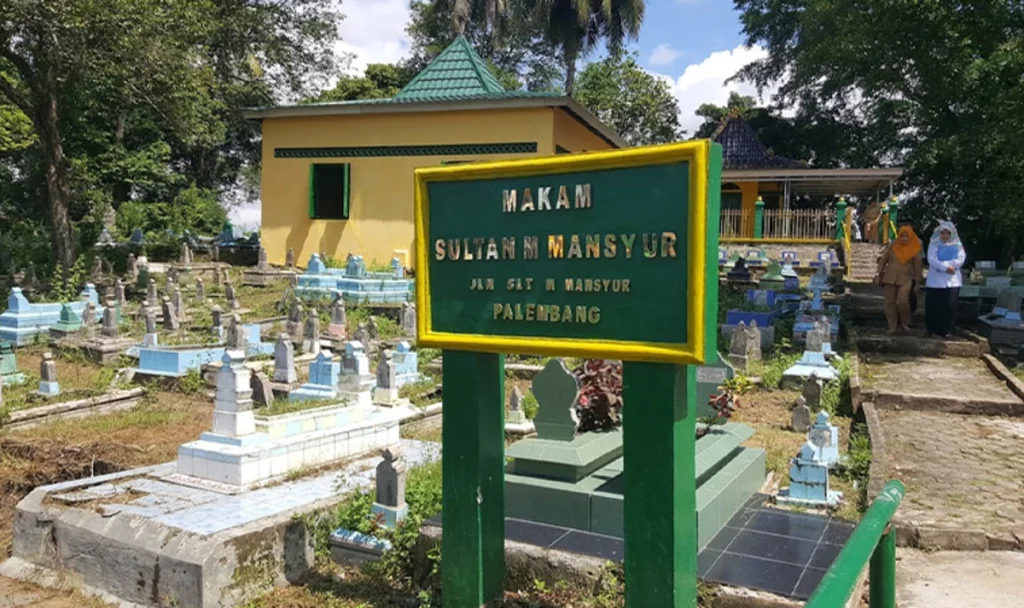 MAKAM
SULTAN M MANSYUR
JLN SLT M MANSYUR
PALEMBANG